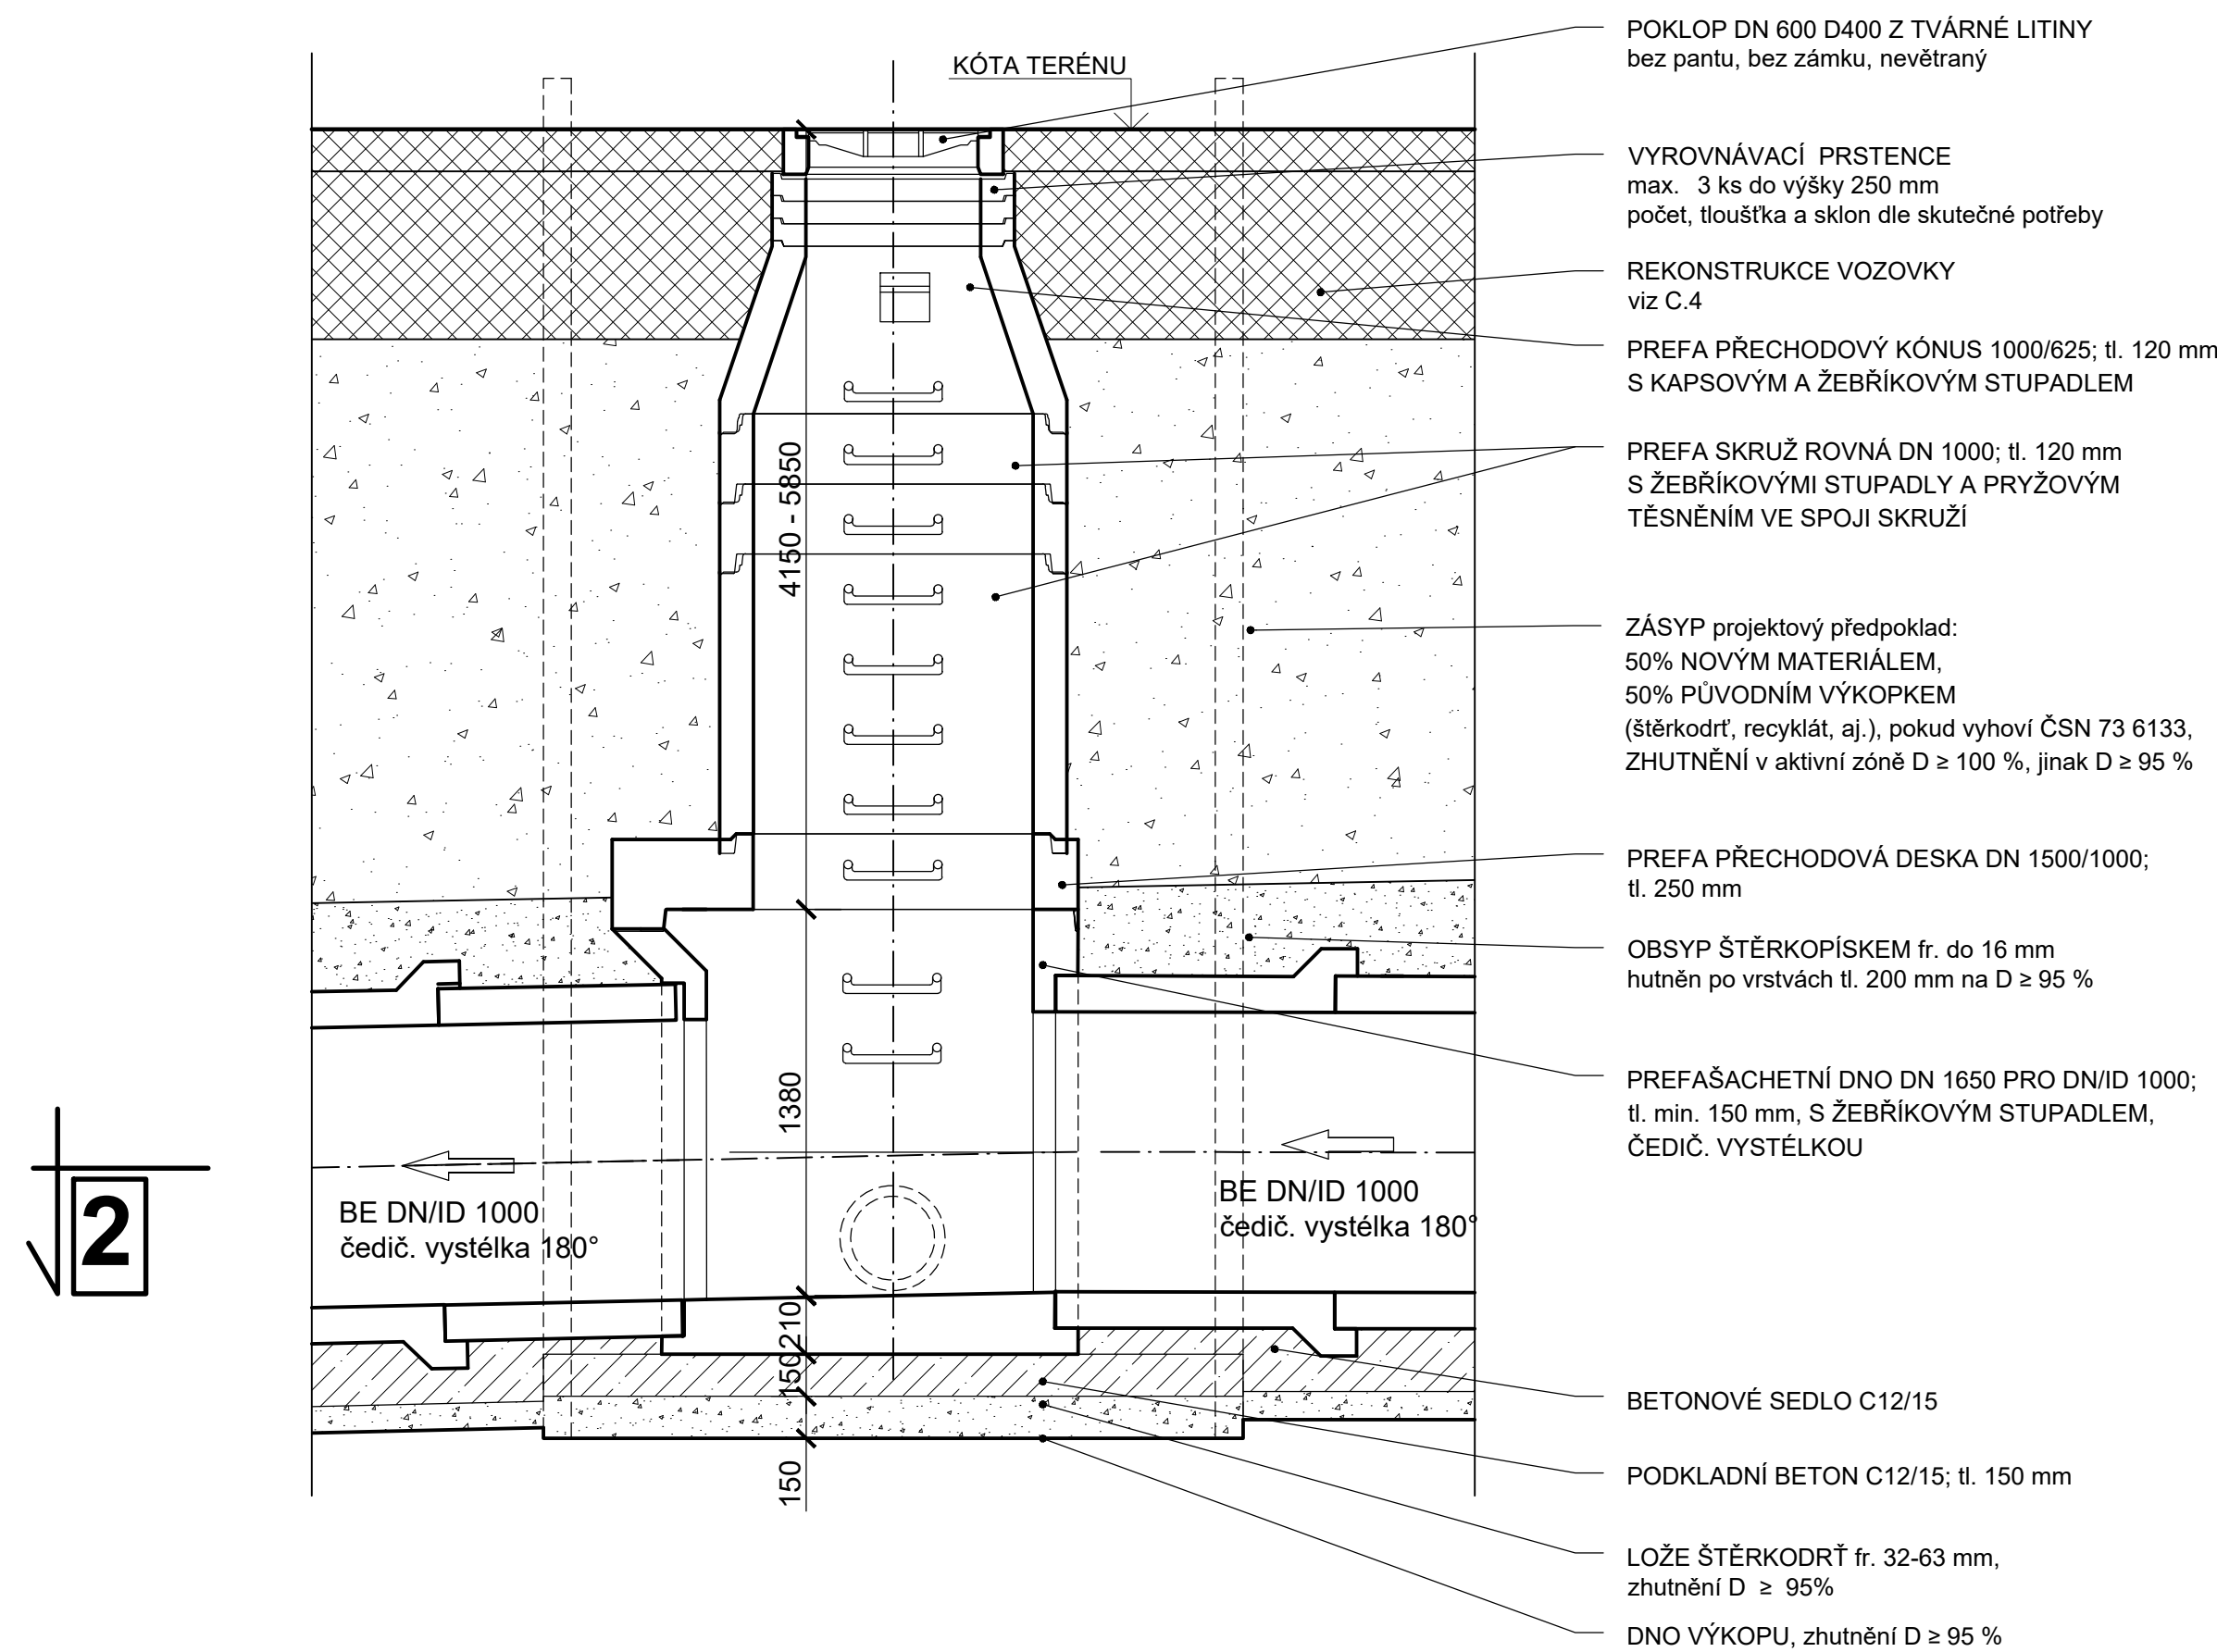 KÓTA TERÉNU
POKLOP DN 600 D400 Z TVÁRNÉ LITINY
bez pantu, bez zámku, nevětraný
VYROVNÁVACÍ PRSTENCE
max. 3 ks do výšky 250 mm
počet, tloušťka a sklon dle skutečné potřeby
REKONSTRUKCE VOZOVKY
viz C.4
PREFA PŘECHODOVÝ KÓNUS 1000/625; tl. 120 mm
S KAPSOVÝM A ŽEBŘÍKOVÝM STUPADLEM
PREFA SKRUŽ ROVNÁ DN 1000; tl. 120 mm
S ŽEBŘÍKOVÝMI STUPADLY A PRYŽOVÝM
TĚSNĚNÍM VE SPOJI SKRUŽÍ
4150 - 5850
ZÁSYP projektový předpoklad:
50% NOVÝM MATERIÁLEM,
50% PŮVODNÍM VÝKOPKEM
(štěrkodrť, recyklát, aj.), pokud vyhoví ČSN 73 6133,
ZHUTNĚNÍ v aktivní zóně D ≥ 100 %, jinak D ≥ 95 %
PREFA PŘECHODOVÁ DESKA DN 1500/1000;
tl. 250 mm
OBSYP ŠTĚRKOPÍSKEM fr. do 16 mm
hutněn po vrstvách tl. 200 mm na D ≥ 95 %
PREFAŠACHETNÍ DNO DN 1650 PRO DN/ID 1000;
tl. min. 150 mm, S ŽEBŘÍKOVÝM STUPADLEM,
ČEDIČ. VYSTÉLKOU
1380
2
BE DN/ID 1000
čedič. vystélka 180°
BE DN/ID 1000
čedič. vystélka 180°
210
150
150
BETONOVÉ SEDLO C12/15
PODKLADNÍ BETON C12/15; tl. 150 mm
LOŽE ŠTĚRKODRŤ fr. 32-63 mm,
zhutnění D ≥ 95%
DNO VÝKOPU, zhutnění D ≥ 95 %